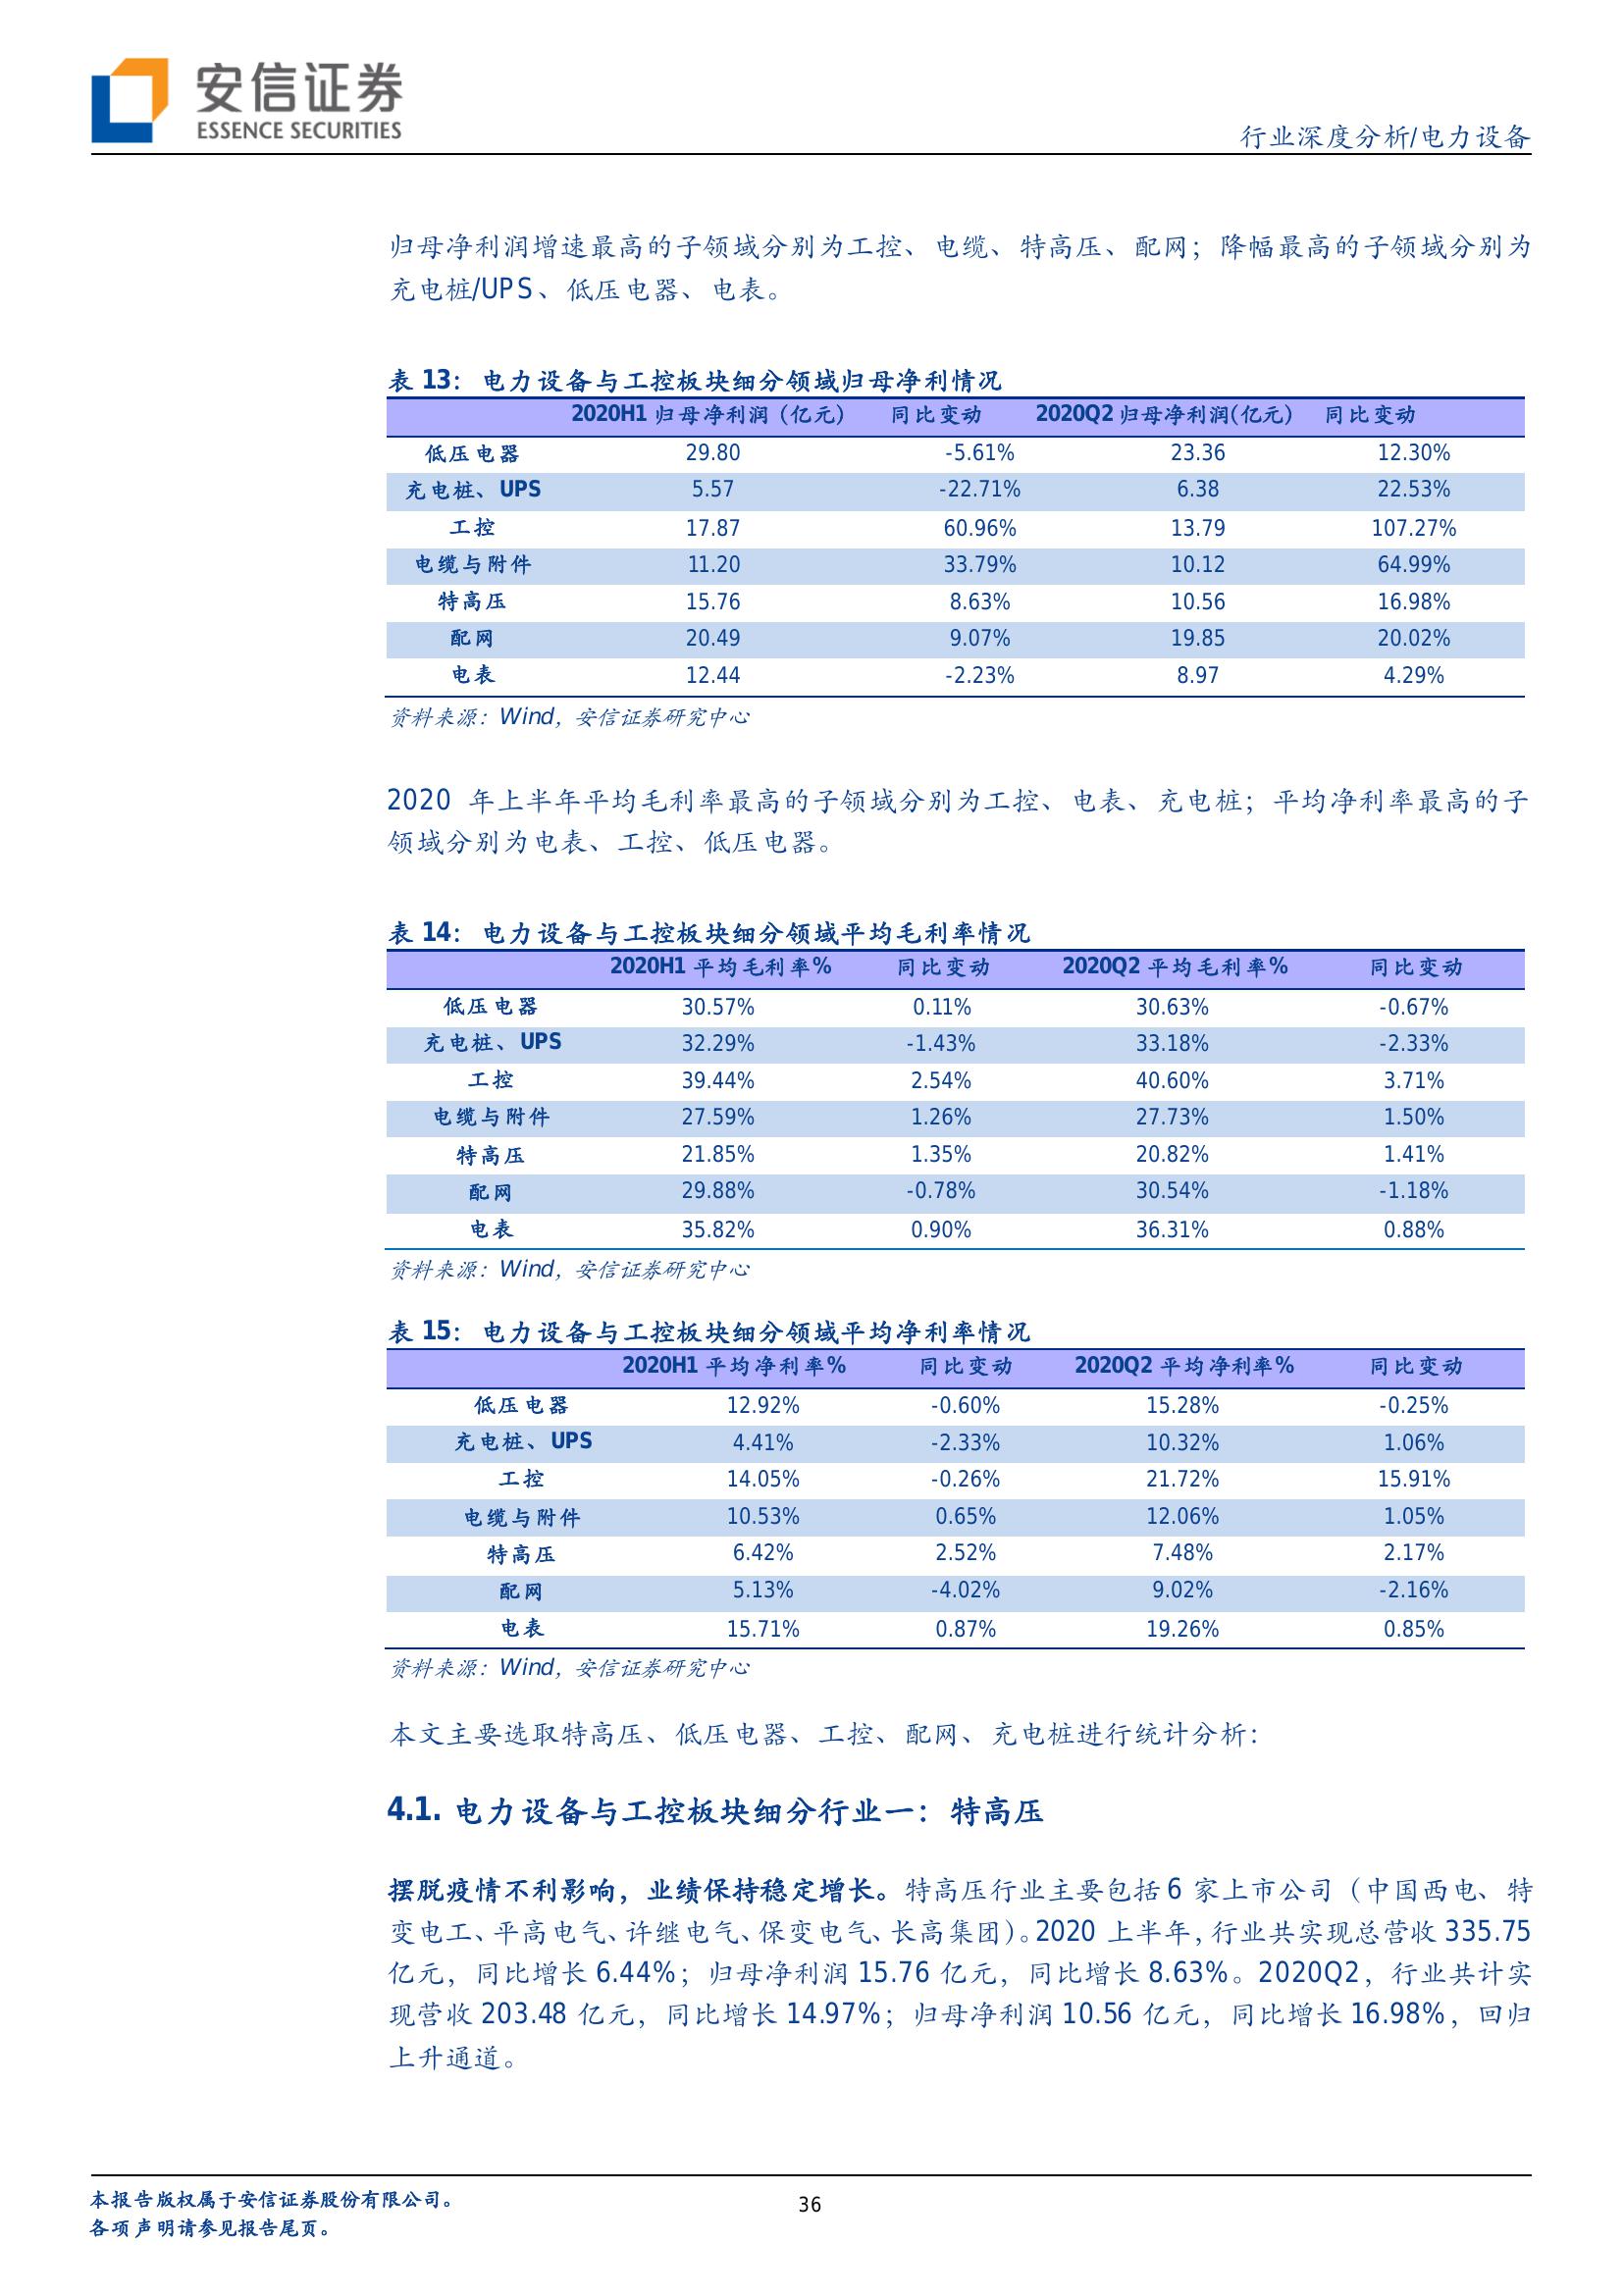 安信证券
ESSENCE SECURITIES
行业深度分析/电力设备
归母净利润增速最高的子领域分别为工控、电缆、特高压、配网；降幅最高的子领域分别为
充电桩/UPS、低压电器、电表。
表 13：电力设备与工控板块细分领域归母净利情况
2020H1 归母净利润（亿元） 同比变动 2020Q2 归母净利润(亿元） 同比变动
低压电器 29.80 -5.61% 23.36 12.30%
充电桩、UPS 5.57 -22.71% 6.38 22.53%
工控 17.87 60.96% 13.79 107.27%
电缆与附件 11.20 33.79% 10.12 64.99%
特高压 15.76 8.63% 10.56 16.98%
配网 20.49 9.07% 19.85 20.02%
电表 12.44 -2.23% 8.97 4.29%
资料来源：Wind，安信证券研究中心
2020 年上半年平均毛利率最高的子领域分别为工控、电表、充电桩；平均净利率最高的子
领域分别为电表、工控、低压电器。
表 14：电力设备与工控板块细分领域平均毛利率情况
2020H1 平均毛利率% 同比变动 2020Q2 平均毛利率% 同比变动
低压电器 30.57% 0.11% 30.63% -0.67%
充电桩、UPS 32.29% -1.43% 33.18% -2.33%
工控 39.44% 2.54% 40.60% 3.71%
电缆与附件 27.59% 1.26% 27.73% 1.50%
特高压 21.85% 1.35% 20.82% 1.41%
配网 29.88% -0.78% 30.54% -1.18%
电表 35.82% 0.90% 36.31% 0.88%
资料来源：Wind，安信证券研究中心
表 15：电力设备与工控板块细分领域平均净利率情况
2020H1 平均净利率% 同比变动 2020Q2 平均净利率% 同比变动
低压电器 12.92% -0.60% 15.28% -0.25%
充电桩、UPS 4.41% -2.33% 10.32% 1.06%
工控 14.05% -0.26% 21.72% 15.91%
电缆与附件 10.53% 0.65% 12.06% 1.05%
特高压 6.42% 2.52% 7.48% 2.17%
配网 5.13% -4.02% 9.02% -2.16%
电表 15.71% 0.87% 19.26% 0.85%
资料来源：Wind，安信证券研究中心
本文主要选取特高压、低压电器、工控、配网、充电桩进行统计分析：
4.1. 电力设备与工控板块细分行业一：特高压
摆脱疫情不利影响，业绩保持稳定增长。特高压行业主要包括 6 家上市公司（中国西电、特
变电工、平高电气、许继电气、保变电气、长高集团）。2020 上半年，行业共实现总营收 335.75
亿元，同比增长 6.44%；归母净利润 15.76 亿元，同比增长 8.63%。2020Q2，行业共计实
现营收 203.48 亿元，同比增长 14.97%；归母净利润 10.56 亿元，同比增长 16.98%，回归
上升通道。
本报告版权属于安信证券股份有限公司。
36
各项声明请参见报告尾页。